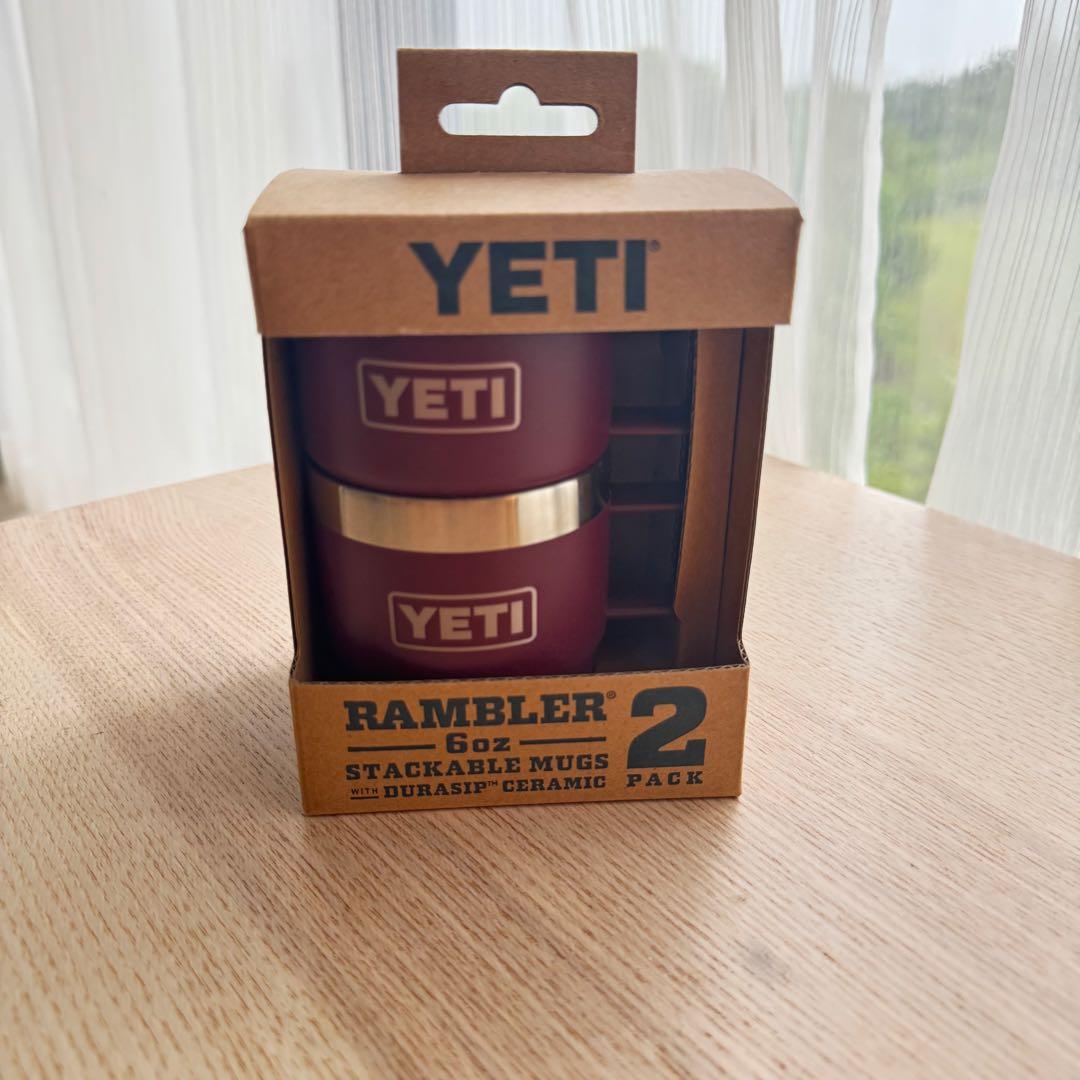 YETI®
YETI
YETI
RAMBLER®
6oz
STACKABLE MUGS
WITH DURASIP™ CERAMIC
2
PACK